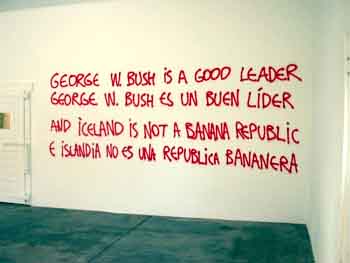 GEORGE W. BUSH iS A GOOD LEADER
GEORGE W. BUSH ES UN BUEN LÍDER
AND ICELAND iS NOT A BANANA REPUBLIC
E ISLANDIA NO ES UNA REPUBLICA BANANERA